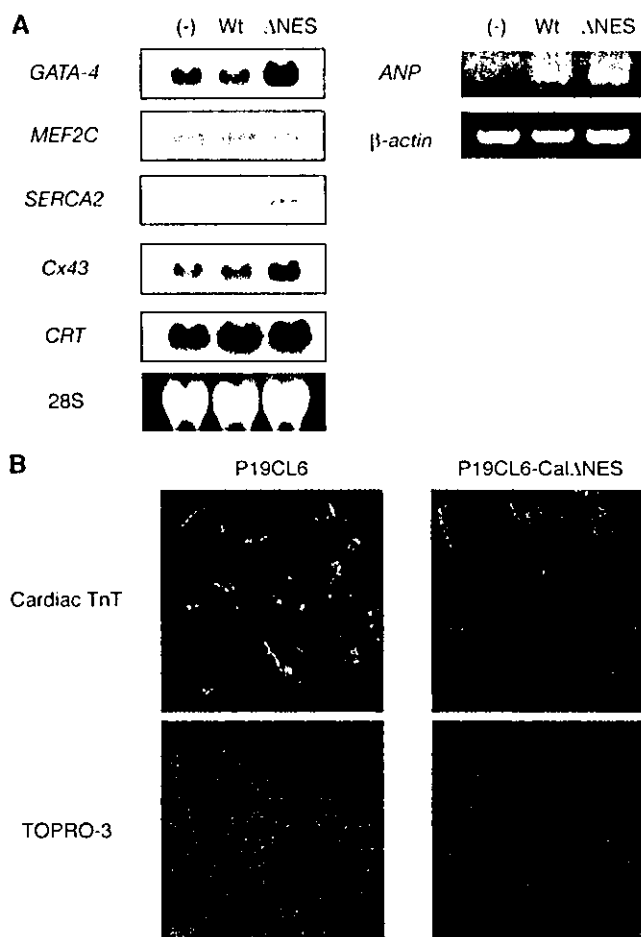 A
(-) Wt ΔNES
GATA-4
MEF2C
SERCA2
Cx43
CRT
28S
(-) Wt ΔNES
ANP
β-actin
B
P19CL6 P19CL6-CalΔNES
Cardiac TnT
TOPRO-3